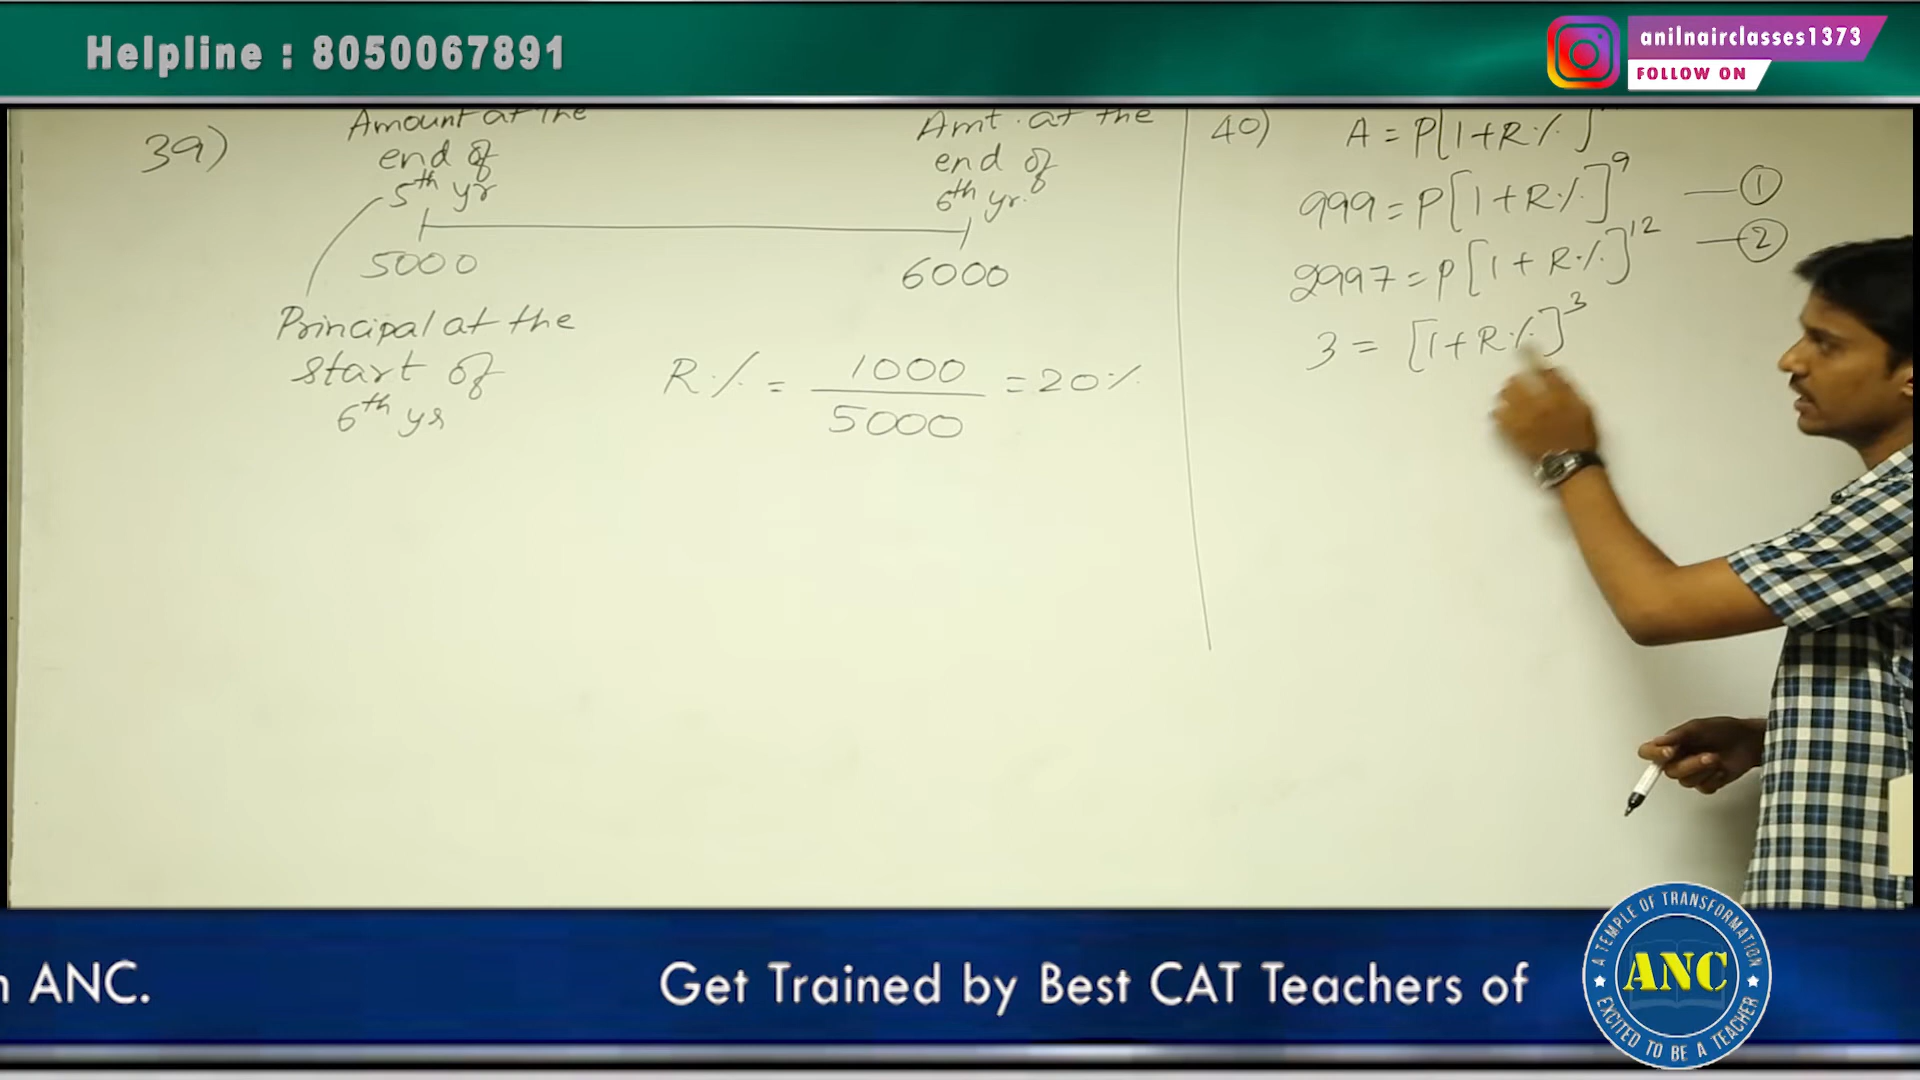 Helpline : 8050067891
anilnairclasses1373
FOLLOW ON
39)
Amount at the
end of
5th yr
Amt. at the
end of
6th yr.
5000
6000
Principal at the
start of
6th yr
R% = 1000 / 5000 = 20%
40)
A = P[1+R%]
999 = P[1+R%]^9 — ①
2997 = P[1+R%]^12 — ②
3 = [1+R%]^3
ANC.
Get Trained by Best CAT Teachers of
A TEMPLE OF TRANSFORMATION
ANC
EXCITED TO BE A TEACHER